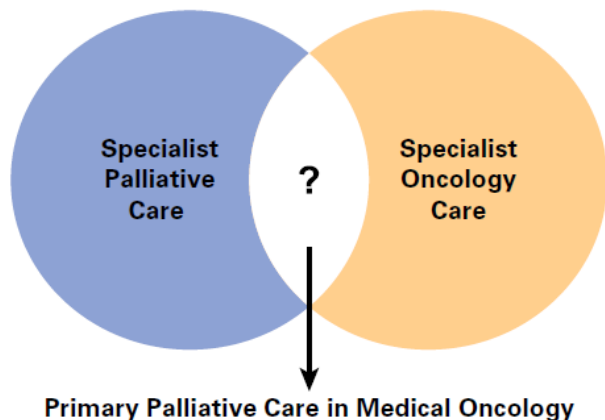 Specialist
Palliative
Care
?
Specialist
Oncology
Care
Primary Palliative Care in Medical Oncology